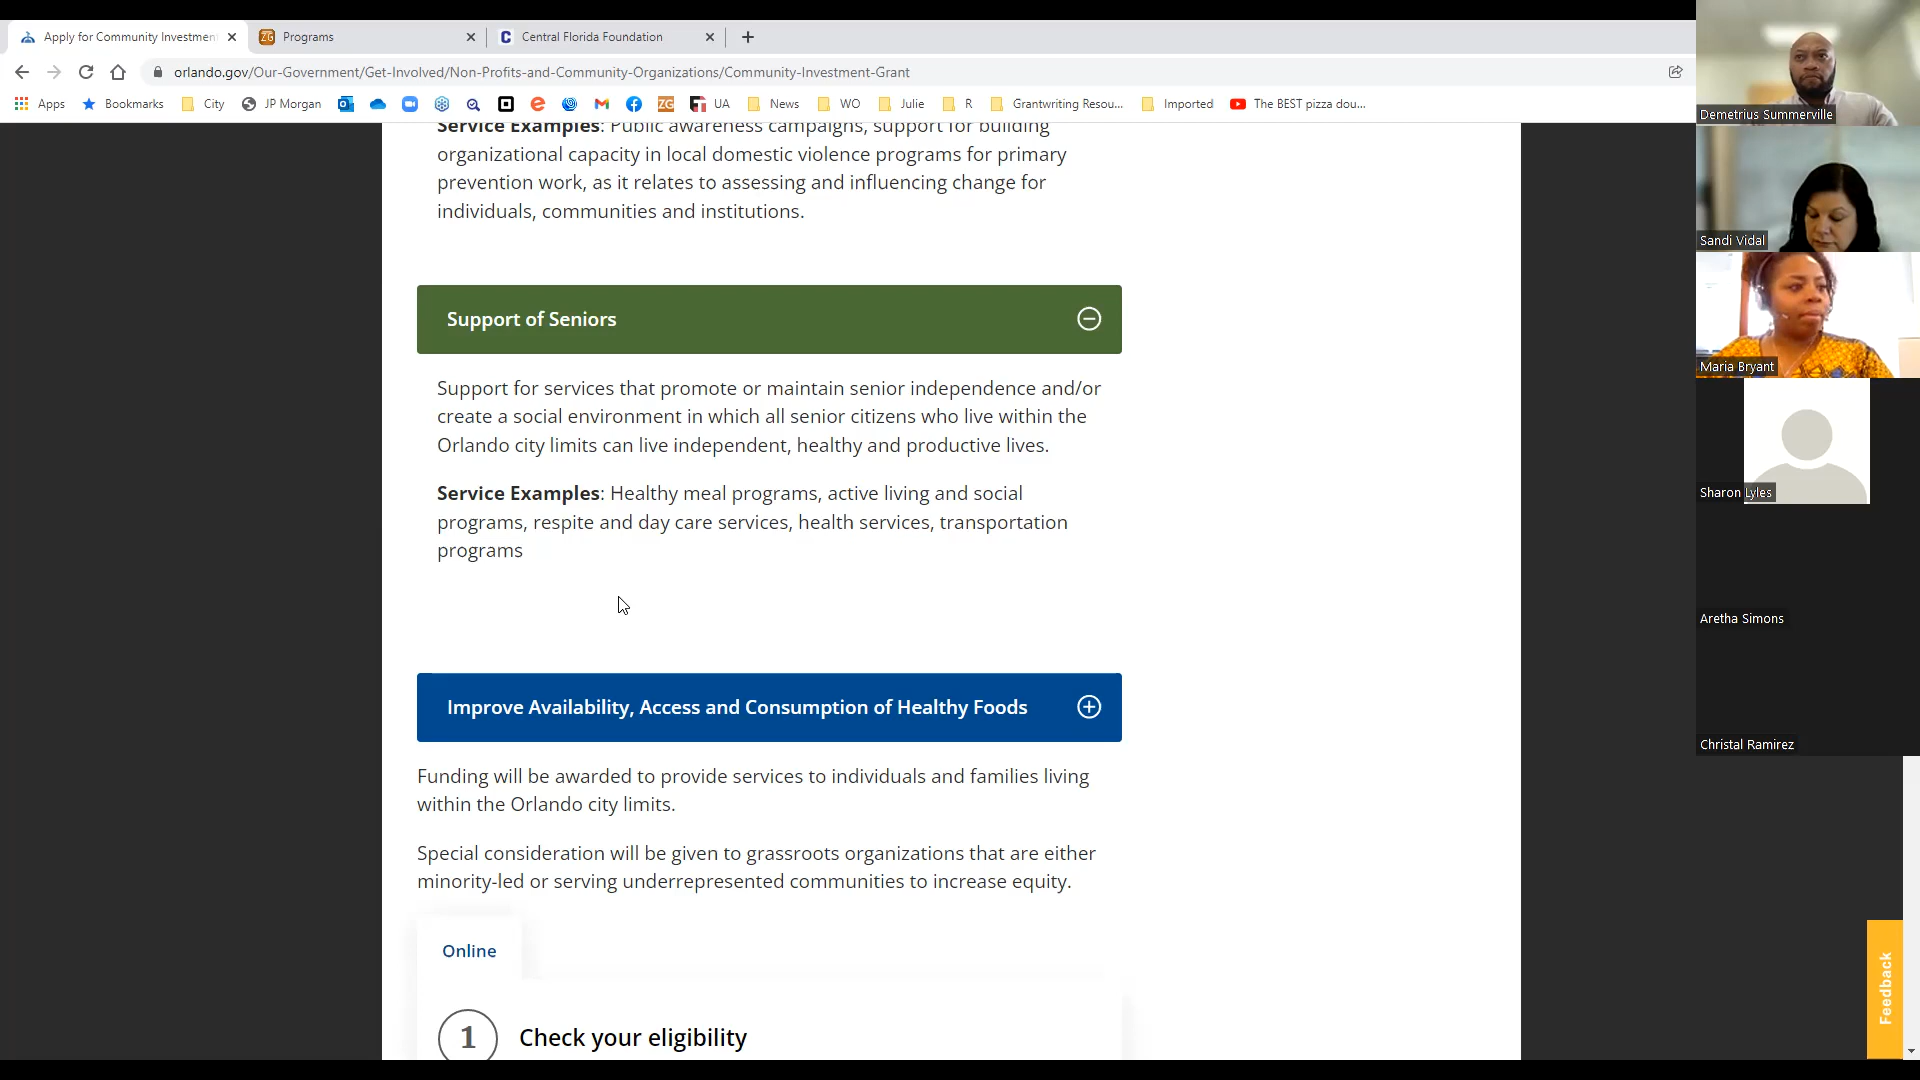 Apply for Community Investment
Programs
Central Florida Foundation
orlando.gov/Our-Government/Get-Involved/Non-Profits-and-Community-Organizations/Community-Investment-Grant
Apps
Bookmarks
City
JP Morgan
ZG
UA
News
WO
Julie
R
Grantwriting Resou...
Imported
The BEST pizza dou...
Service Examples: Public awareness campaigns, support for building
organizational capacity in local domestic violence programs for primary
prevention work, as it relates to assessing and influencing change for
individuals, communities and institutions.
Support of Seniors
Support for services that promote or maintain senior independence and/or
create a social environment in which all senior citizens who live within the
Orlando city limits can live independent, healthy and productive lives.
Service Examples: Healthy meal programs, active living and social
programs, respite and day care services, health services, transportation
programs
Improve Availability, Access and Consumption of Healthy Foods
Funding will be awarded to provide services to individuals and families living
within the Orlando city limits.
Special consideration will be given to grassroots organizations that are either
minority-led or serving underrepresented communities to increase equity.
Online
1 Check your eligibility
Feedback
Demetrius Summerville
Sandi Vidal
Maria Bryant
Sharon Lyles
Aretha Simons
Christal Ramirez